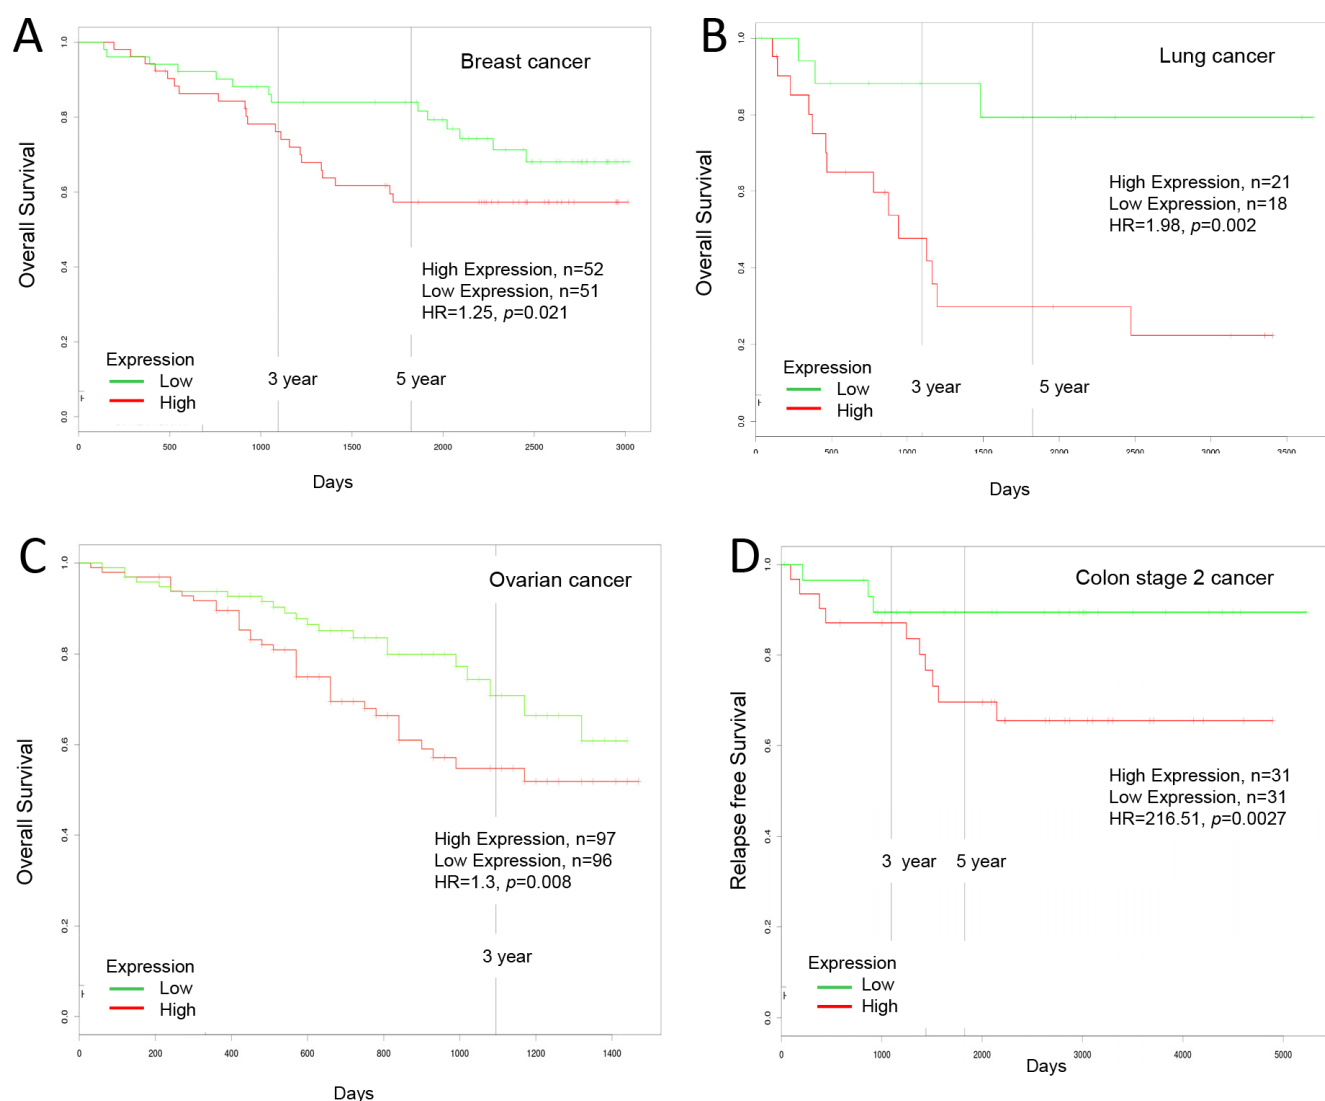 A
Breast cancer
Overall Survival
1.0
0.8
0.6
0.4
0.2
0.0
High Expression, n=52
Low Expression, n=51
HR=1.25, p=0.021
Expression
Low
High
3 year
5 year
0 500 1000 1500 2000 2500 3000
Days
B
Lung cancer
Overall Survival
1.0
0.8
0.6
0.4
0.2
0.0
High Expression, n=21
Low Expression, n=18
HR=1.98, p=0.002
Expression
Low
High
3 year
5 year
0 500 1000 1500 2000 2500 3000 3500
Days
C
Ovarian cancer
Overall Survival
1.0
0.8
0.6
0.4
0.2
0.0
High Expression, n=97
Low Expression, n=96
HR=1.3, p=0.008
3 year
Expression
Low
High
0 200 400 600 800 1000 1200 1400
Days
D
Colon stage 2 cancer
Relapse free Survival
1.0
0.8
0.6
0.4
0.2
0.0
High Expression, n=31
Low Expression, n=31
HR=216.51, p=0.0027
3 year
5 year
Expression
Low
High
0 1000 2000 3000 4000 5000
Days